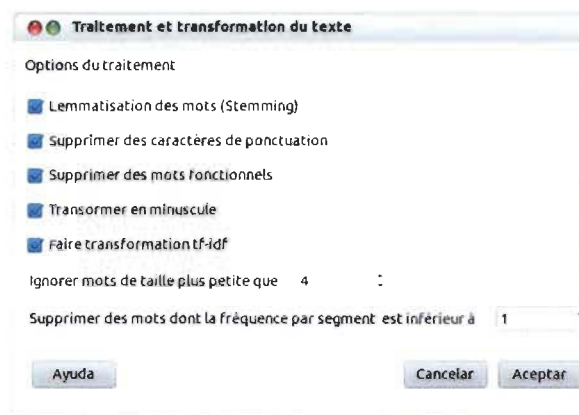 Traitement et transformation du texte
Options du traitement
Lemmatisation des mots (Stemming)
Supprimer des caractères de ponctuation
Supprimer des mots fonctionnels
Transormer en minuscule
Faire transformation tf-idf
Ignorer mots de taille plus petite que 4
Supprimer des mots dont la fréquence par segment est inférieur à 1
Ayuda Cancelar Aceptar